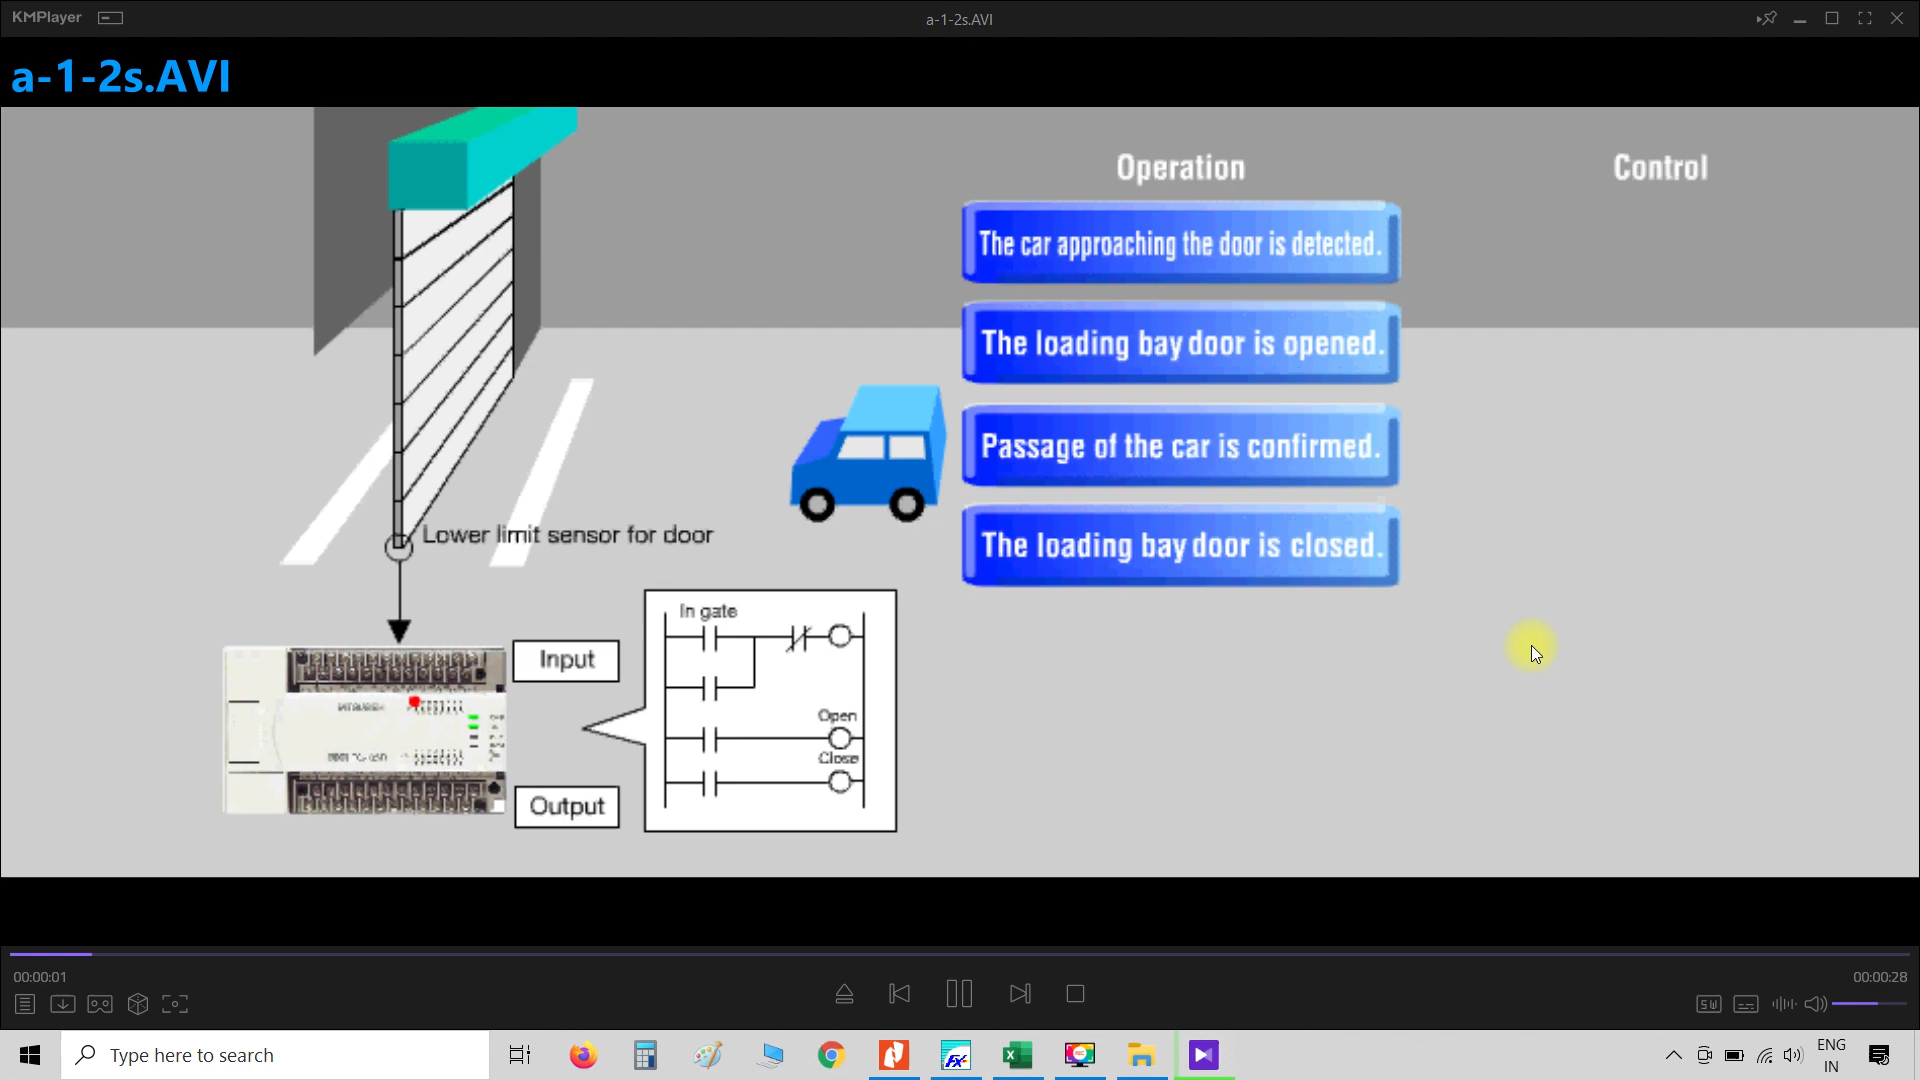 KMPlayer
a-1-2s.AVI
a-1-2s.AVI
Operation
Control
The car approaching the door is detected.
The loading bay door is opened.
Passage of the car is confirmed.
The loading bay door is closed.
Lower limit sensor for door
In gate
Input
Open
Close
Output
MITSUBISHI
00:00:01
00:00:28
SW
Type here to search
FX
ENG
IN